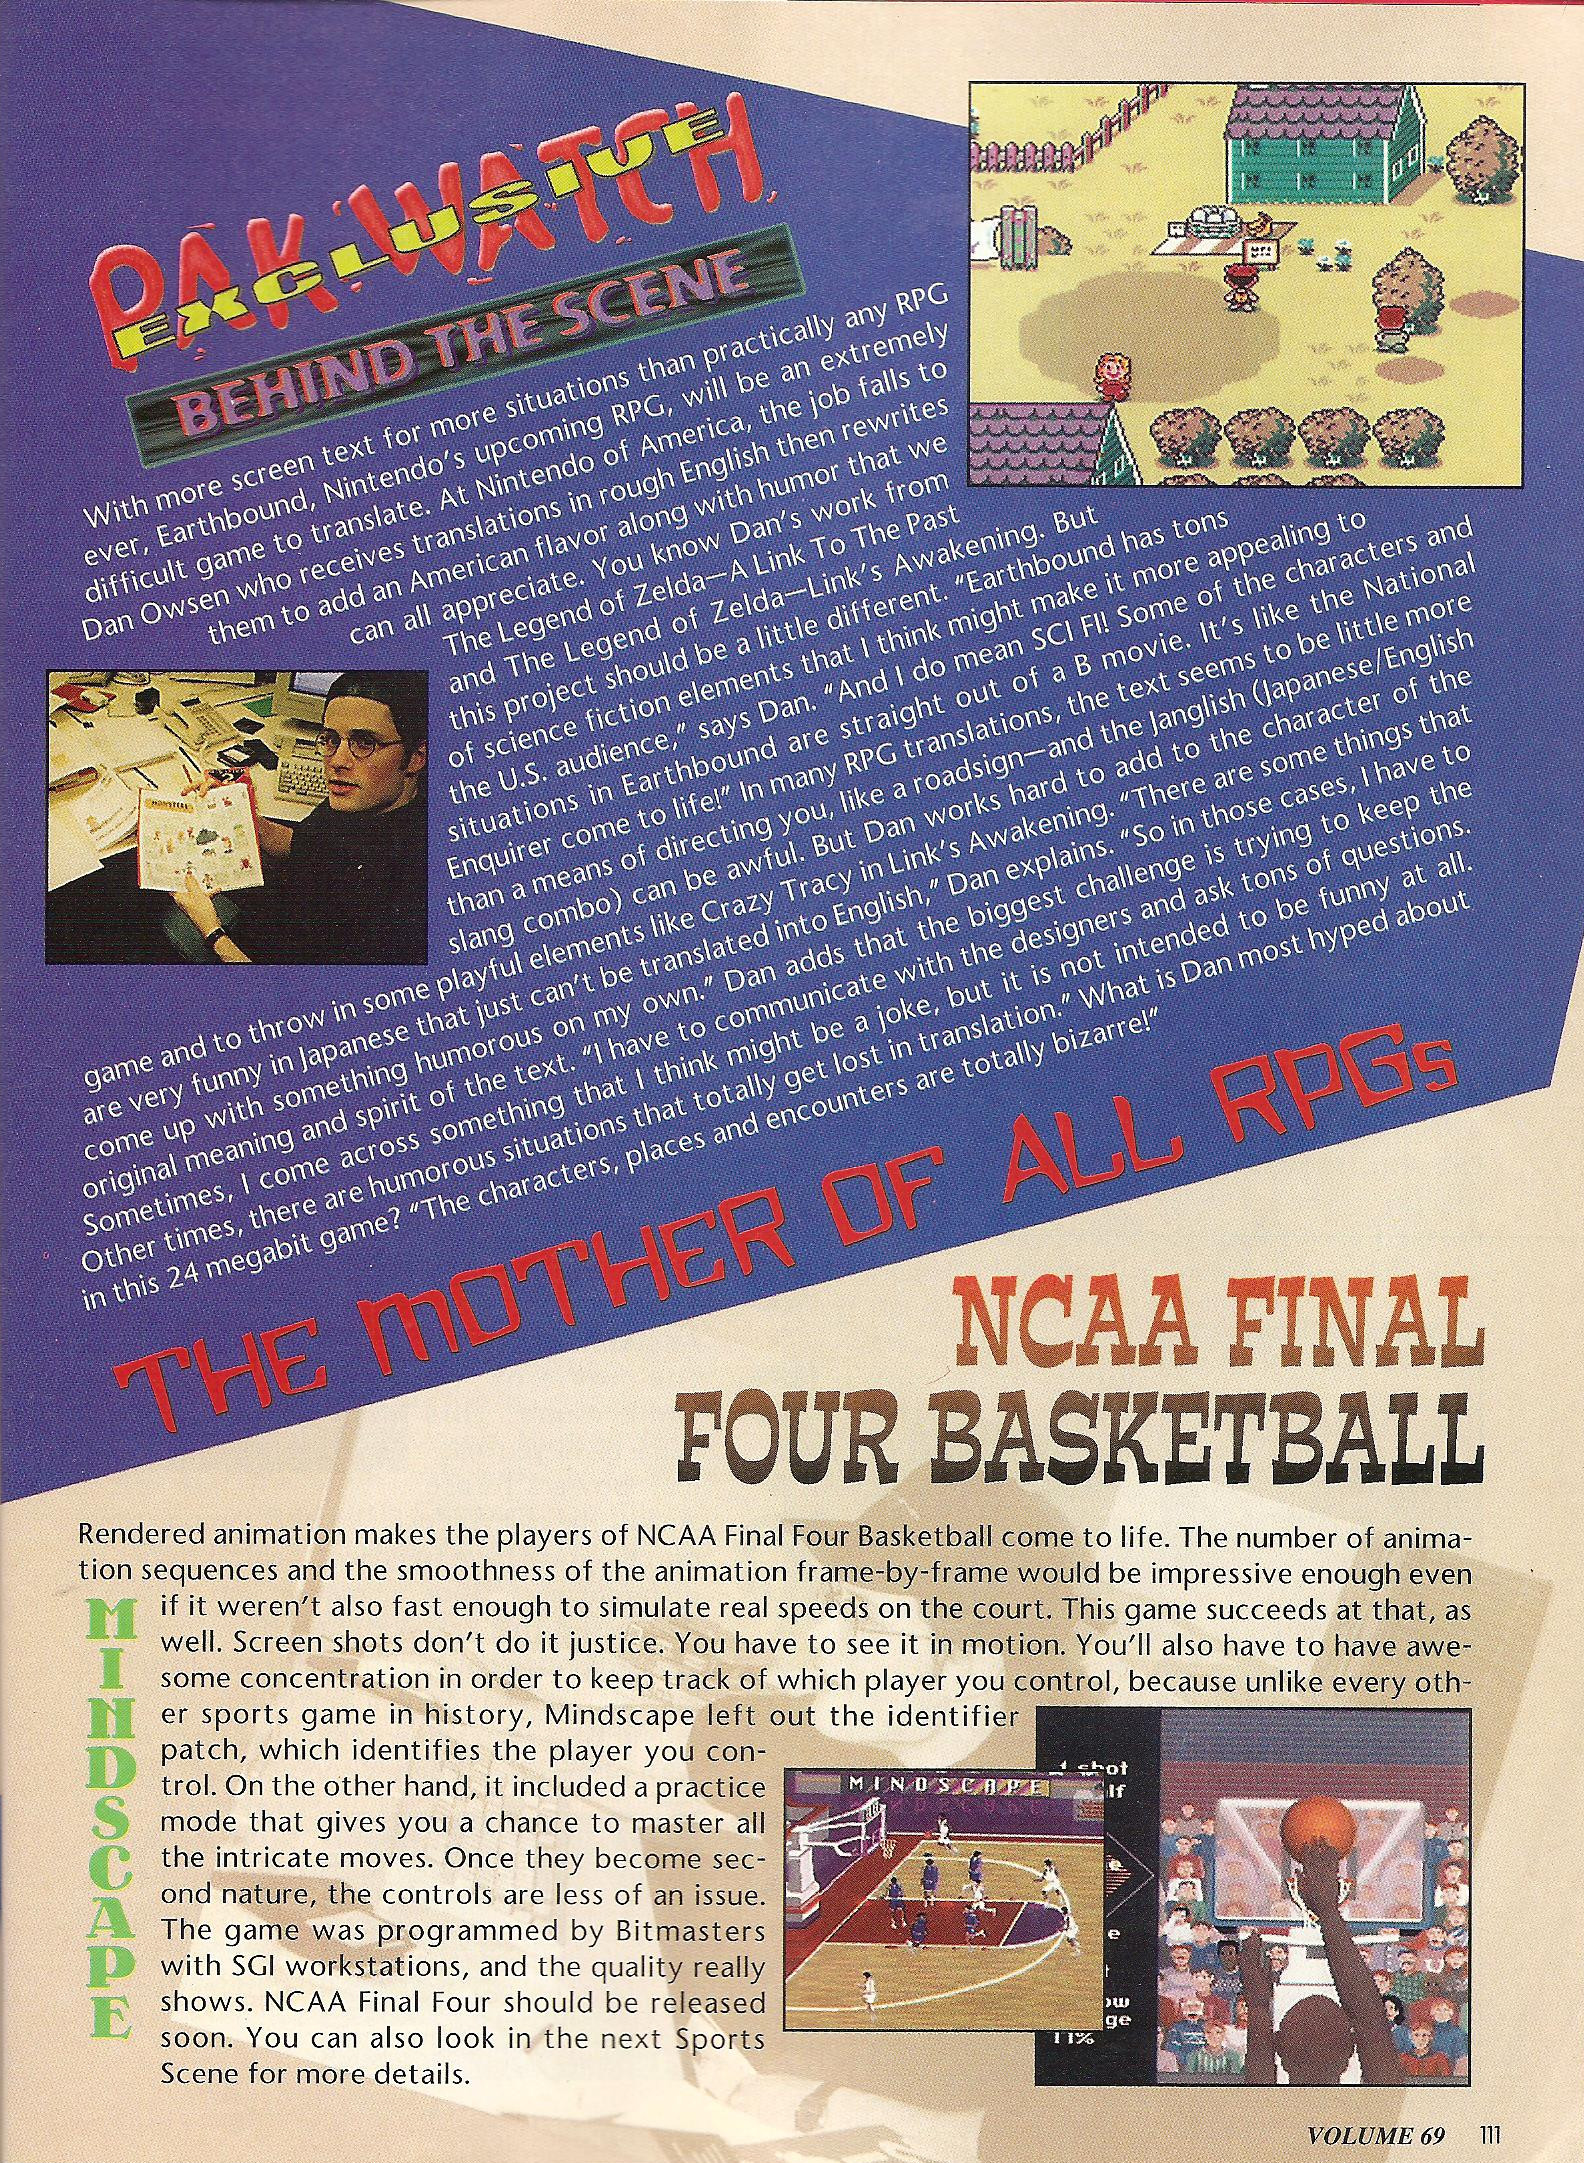 PAK WATCH
EXCLUSIVE
BEHIND THE SCENE
With more screen text for more situations than practically any RPG
ever, Earthbound, Nintendo's upcoming RPG, will be an extremely
difficult game to translate. At Nintendo of America, the job falls to
Dan Owsen who receives translations in rough English then rewrites
them to add an American flavor along with humor that we
can all appreciate. You know Dan's work from
The Legend of Zelda—A Link To The Past
and The Legend of Zelda—Link's Awakening. But
this project should be a little different. "Earthbound has tons
of science fiction elements that I think might make it more appealing to
the U.S. audience," says Dan. "And I do mean SCI FI! Some of the characters and
situations in Earthbound are straight out of a B movie. It's like the National
Enquirer come to life!" In many RPG translations, the text seems to be little more
than a means of directing you, like a roadsign—and the Janglish (Japanese/English
slang combo) can be awful. But Dan works hard to add to the character of the
game and to throw in some playful elements like Crazy Tracy in Link's Awakening. "There are some things that
are very funny in Japanese that just can't be translated into English," Dan explains. "So in those cases, I have to
come up with something humorous on my own." Dan adds that the biggest challenge is trying to keep the
original meaning and spirit of the text. "I have to communicate with the designers and ask tons of questions.
Sometimes, I come across something that I think might be a joke, but it is not intended to be funny at all.
Other times, there are humorous situations that totally get lost in translation." What is Dan most hyped about
in this 24 megabit game? "The characters, places and encounters are totally bizarre!"
MONSTERS
THE MOTHER OF ALL RPGs
NCAA FINAL
FOUR BASKETBALL
Rendered animation makes the players of NCAA Final Four Basketball come to life. The number of anima-
tion sequences and the smoothness of the animation frame-by-frame would be impressive enough even
if it weren't also fast enough to simulate real speeds on the court. This game succeeds at that, as
well. Screen shots don't do it justice. You have to see it in motion. You'll also have to have awe-
some concentration in order to keep track of which player you control, because unlike every oth-
er sports game in history, Mindscape left out the identifier
patch, which identifies the player you con-
trol. On the other hand, it included a practice
mode that gives you a chance to master all
the intricate moves. Once they become sec-
ond nature, the controls are less of an issue.
The game was programmed by Bitmasters
with SGI workstations, and the quality really
shows. NCAA Final Four should be released
soon. You can also look in the next Sports
Scene for more details.
MINDSCAPE
MINDSCAPE
shot
lf
e
ow
ge
11%
VOLUME 69 111